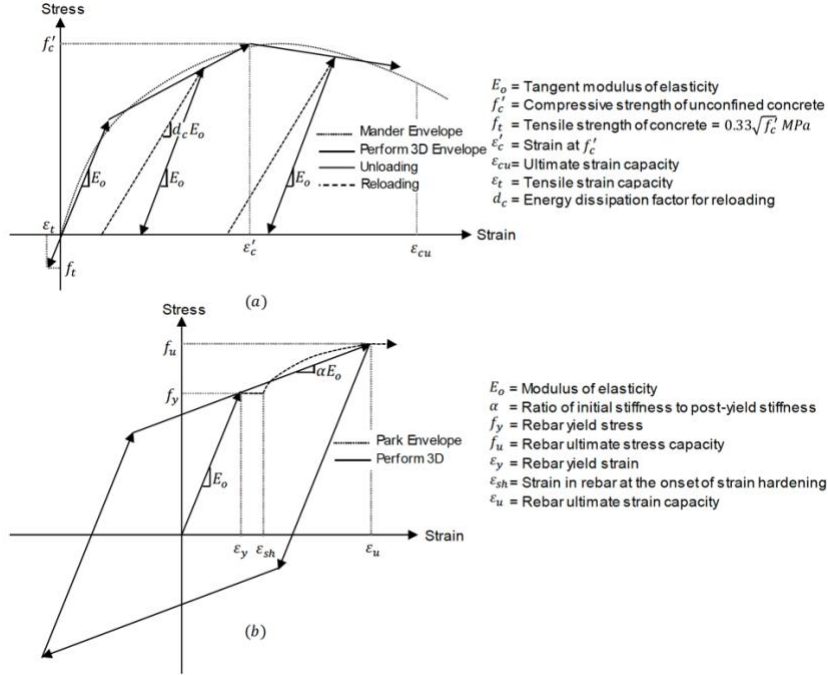 Stress
f′c
dcEo
Eo
Eo
Eo
Mander Envelope
Perform 3D Envelope
Unloading
Reloading
εt
ft
ε′c
εcu
Strain
(a)
Eo = Tangent modulus of elasticity
f′c = Compressive strength of unconfined concrete
ft = Tensile strength of concrete = 0.33√f′c MPa
ε′c = Strain at f′c
εcu= Ultimate strain capacity
εt = Tensile strain capacity
dc = Energy dissipation factor for reloading
Stress
fu
αEo
fy
Eo
Park Envelope
Perform 3D
Strain
εy εsh
εu
(b)
Eo = Modulus of elasticity
α = Ratio of initial stiffness to post-yield stiffness
fy = Rebar yield stress
fu = Rebar ultimate stress capacity
εy = Rebar yield strain
εsh= Strain in rebar at the onset of strain hardening
εu = Rebar ultimate strain capacity